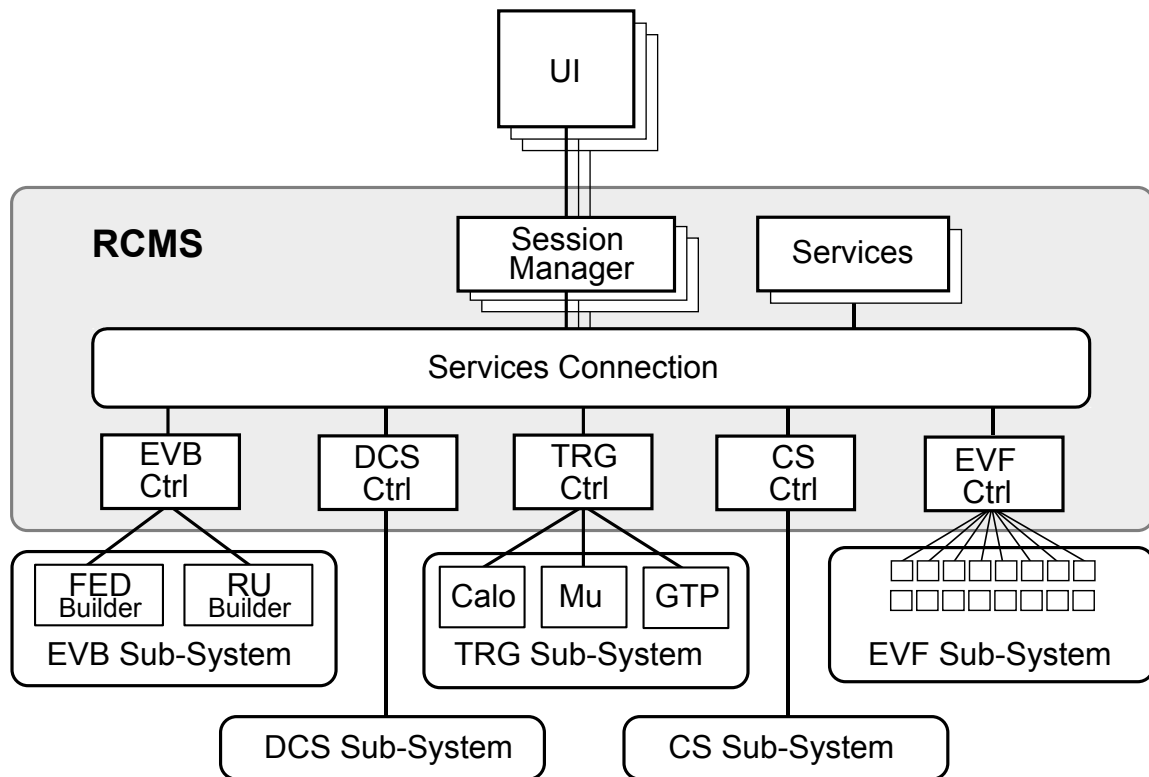 UI
RCMS
Session
Manager
Services
Services Connection
EVB
Ctrl
DCS
Ctrl
TRG
Ctrl
CS
Ctrl
EVF
Ctrl
FED
Builder
RU
Builder
EVB Sub-System
Calo
Mu
GTP
TRG Sub-System
EVF Sub-System
DCS Sub-System
CS Sub-System